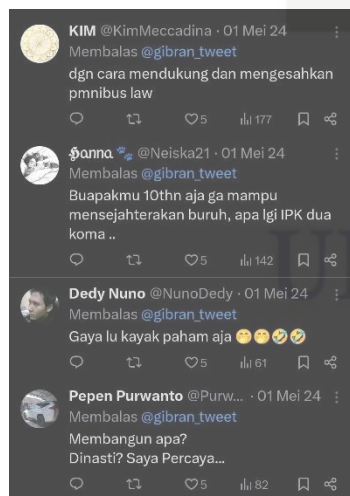 KIM @KimMeccadina · 01 Mei 24
Membalas @gibran_tweet
dgn cara mendukung dan mengesahkan
pmnibus law
5 177
Hanna 🐾 @Neiska21 · 01 Mei 24
Membalas @gibran_tweet
Buapakmu 10thn aja ga mampu
mensejahterakan buruh, apa lgi IPK dua
koma ..
5 142
Dedy Nuno @NunoDedy · 01 Mei 24
Membalas @gibran_tweet
Gaya lu kayak paham aja 🤭🤭🤣🤣
5 61
Pepen Purwanto @Purw... · 01 Mei 24
Membalas @gibran_tweet
Membangun apa?
Dinasti? Saya Percaya...
5 82